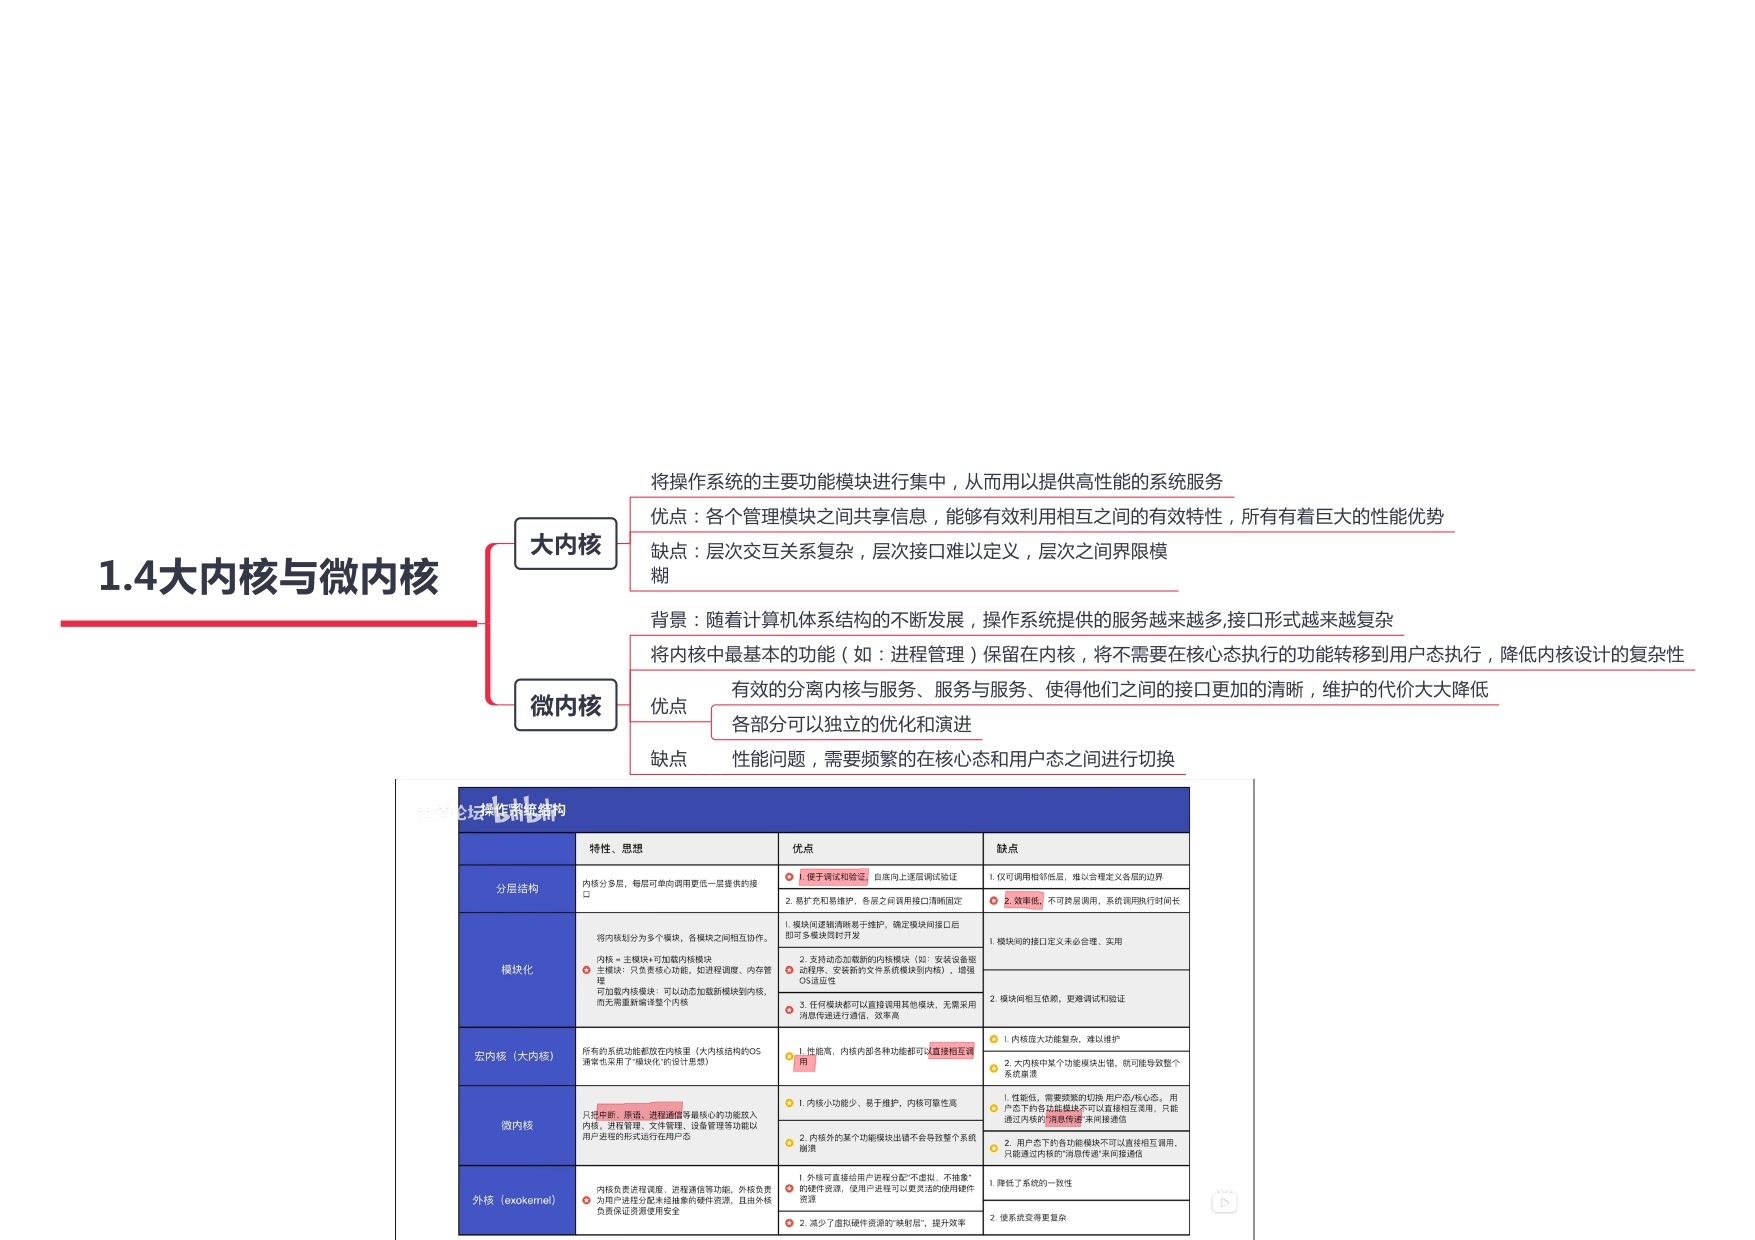 1.4大内核与微内核
大内核
将操作系统的主要功能模块进行集中，从而用以提供高性能的系统服务
优点：各个管理模块之间共享信息，能够有效利用相互之间的有效特性，所有有着巨大的性能优势
缺点：层次交互关系复杂，层次接口难以定义，层次之间界限模
糊
微内核
背景：随着计算机体系结构的不断发展，操作系统提供的服务越来越多,接口形式越来越复杂
将内核中最基本的功能（如：进程管理）保留在内核，将不需要在核心态执行的功能转移到用户态执行，降低内核设计的复杂性
优点
有效的分离内核与服务、服务与服务、使得他们之间的接口更加的清晰，维护的代价大大降低
各部分可以独立的优化和演进
缺点
性能问题，需要频繁的在核心态和用户态之间进行切换
论坛
bilibili
操作系统结构
特性、思想
优点
缺点
分层结构
内核分多层，每层可单向调用更低一层提供的接
口
1. 便于调试和验证，自底向上逐层调试验证
2. 易扩充和易维护，各层之间调用接口清晰固定
1. 仅可调用相邻低层，难以合理定义各层的边界
2. 效率低，不可跨层调用，系统调用执行时间长
模块化
将内核划分为多个模块，各模块之间相互协作。
内核 = 主模块+可加载内核模块
主模块：只负责核心功能，如进程调度、内存管
理
可加载内核模块：可以动态加载新模块到内核，
而无需重新编译整个内核
1. 模块间逻辑清晰易于维护，确定模块间接口后
即可多模块同时开发
2. 支持动态加载新的内核模块（如：安装设备驱
动程序、安装新的文件系统模块到内核），增强
OS适应性
3. 任何模块都可以直接调用其他模块，无需采用
消息传递进行通信，效率高
1. 模块间的接口定义未必合理、实用
2. 模块间相互依赖，更难调试和验证
宏内核（大内核）
所有的系统功能都放在内核里（大内核结构的OS
通常也采用了“模块化”的设计思想）
1. 性能高，内核内部各种功能都可以直接相互调
用
1. 内核庞大功能复杂，难以维护
2. 大内核中某个功能模块出错，就可能导致整个
系统崩溃
微内核
只把中断、原语、进程通信等最核心的功能放入
内核。进程管理、文件管理、设备管理等功能以
用户进程的形式运行在用户态
1. 内核小功能少、易于维护，内核可靠性高
2. 内核外的某个功能模块出错不会导致整个系统
崩溃
1. 性能低，需要频繁的切换 用户态/核心态。 用
户态下的各功能模块不可以直接相互调用，只能
通过内核的“消息传递”来间接通信
2. 用户态下的各功能模块不可以直接相互调用，
只能通过内核的“消息传递”来间接通信
外核（exokernel）
内核负责进程调度、进程通信等功能，外核负责
为用户进程分配未经抽象的硬件资源，且由外核
负责保证资源使用安全
1. 外核可直接给用户进程分配“不虚拟、不抽象”
的硬件资源，使用户进程可以更灵活的使用硬件
资源
2. 减少了虚拟硬件资源的“映射层”，提升效率
1. 降低了系统的一致性
2. 使系统变得更复杂